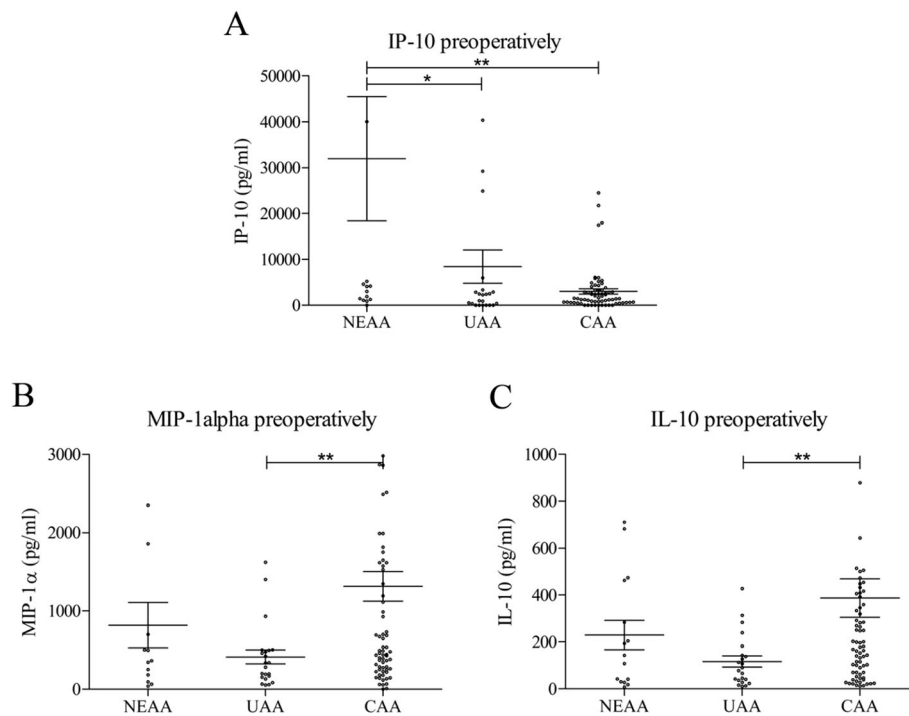 A
IP-10 preoperatively
**
*
50000
40000
30000
20000
10000
0
IP-10 (pg/ml)
NEAA UAA CAA
B
MIP-1alpha preoperatively
**
3000
2000
1000
0
MIP-1α (pg/ml)
NEAA UAA CAA
C
IL-10 preoperatively
**
1000
800
600
400
200
0
IL-10 (pg/ml)
NEAA UAA CAA